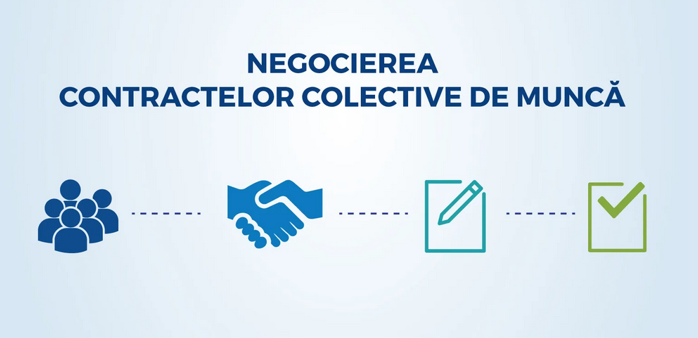 NEGOCIEREA
CONTRACTELOR COLECTIVE DE MUNCĂ